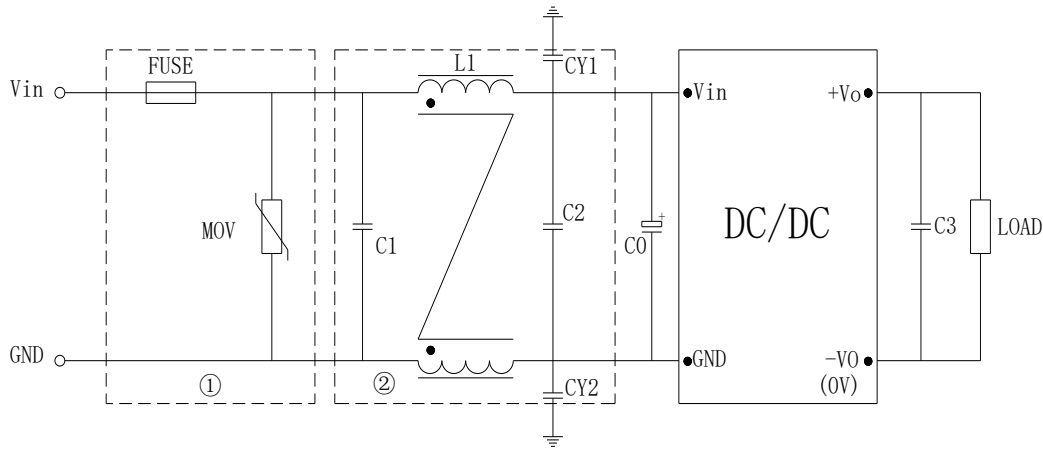 FUSE
L1
CY1
Vin
Vin
+Vo
MOV
C1
C2
+
C0
DC/DC
C3
LOAD
GND
GND
-VO
(0V)
①
②
CY2